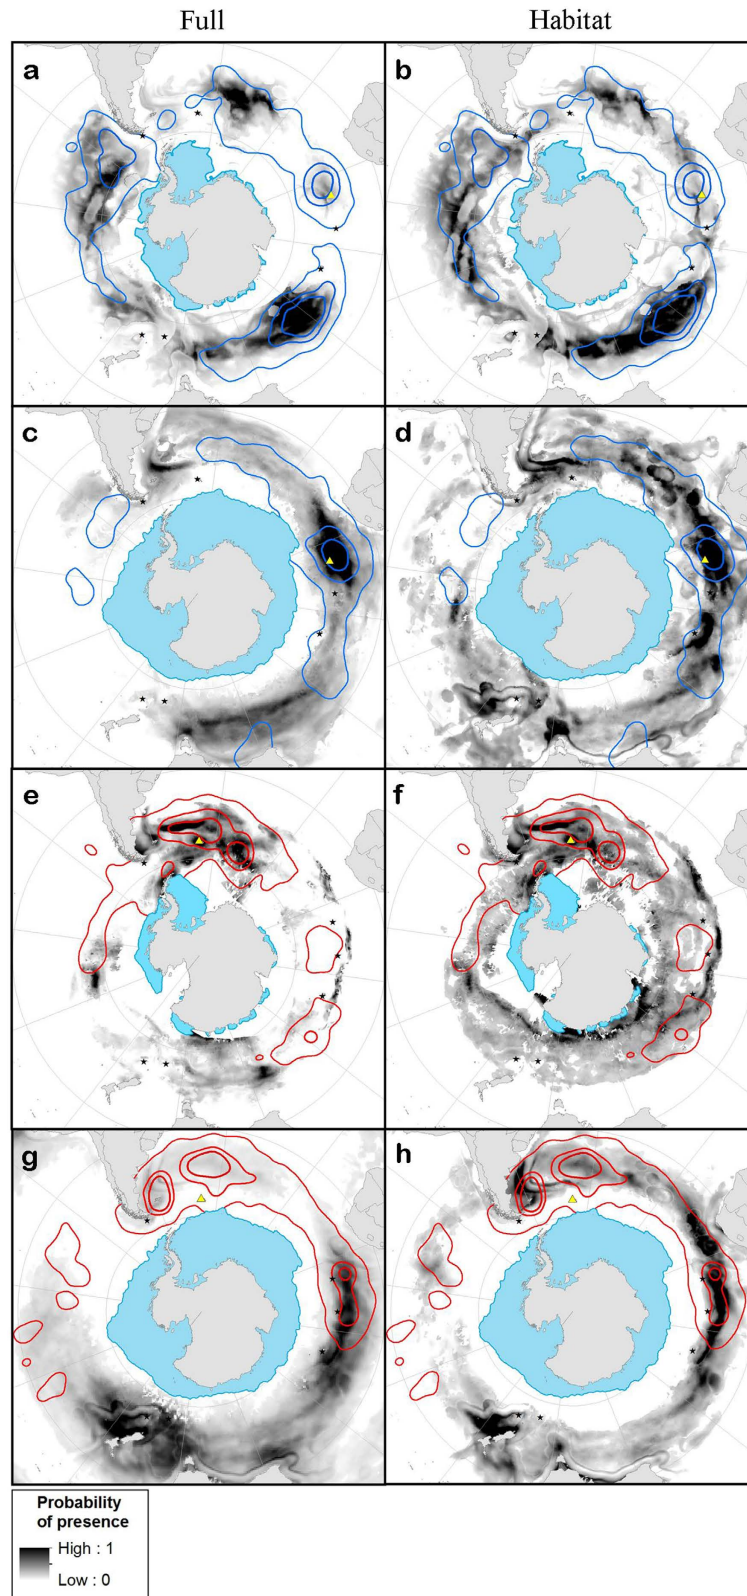 Full Habitat
a b
c d
e f
g h
Probability
of presence
High : 1
Low : 0